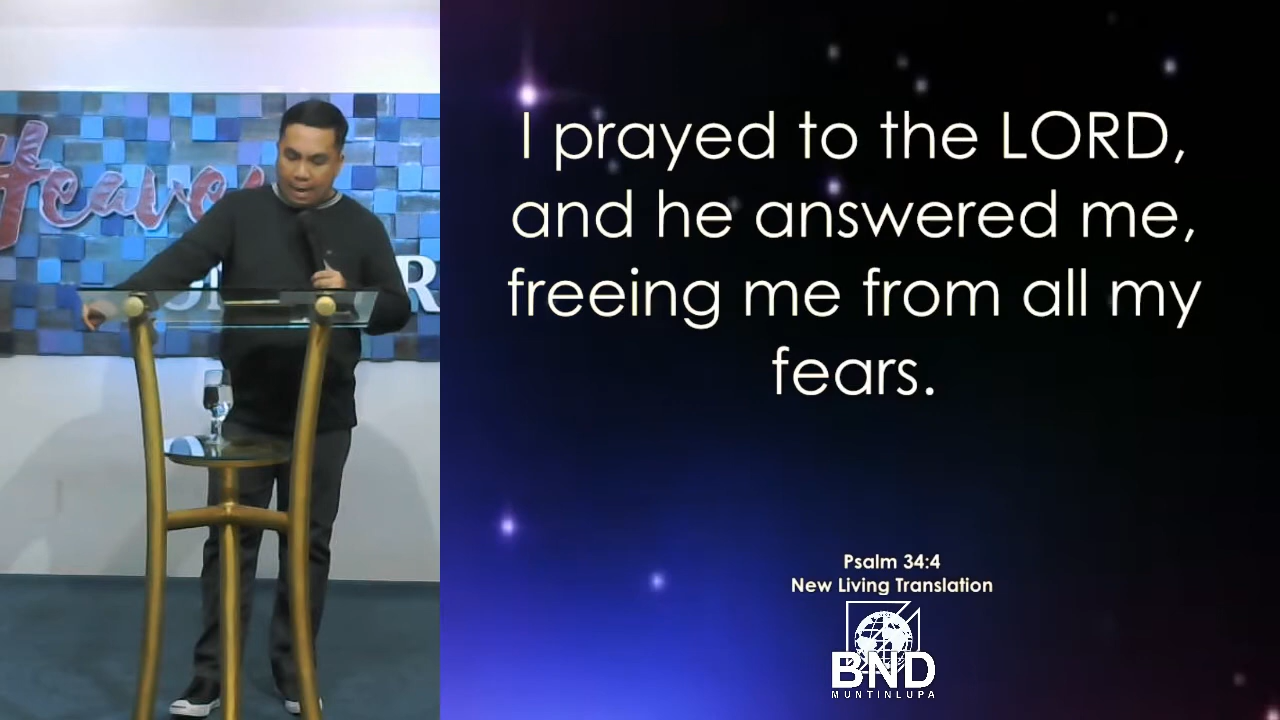 I prayed to the LORD,
and he answered me,
freeing me from all my
fears.
Psalm 34:4
New Living Translation
BND
MUNTINLUPA